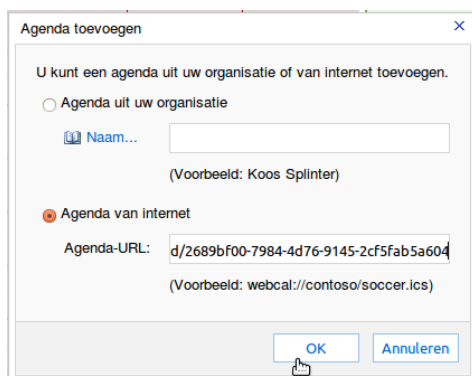 Agenda toevoegen
U kunt een agenda uit uw organisatie of van internet toevoegen.
Agenda uit uw organisatie
Naam...
(Voorbeeld: Koos Splinter)
Agenda van internet
Agenda-URL: d/2689bf00-7984-4d76-9145-2cf5fab5a604
(Voorbeeld: webcal://contoso/soccer.ics)
OK Annuleren